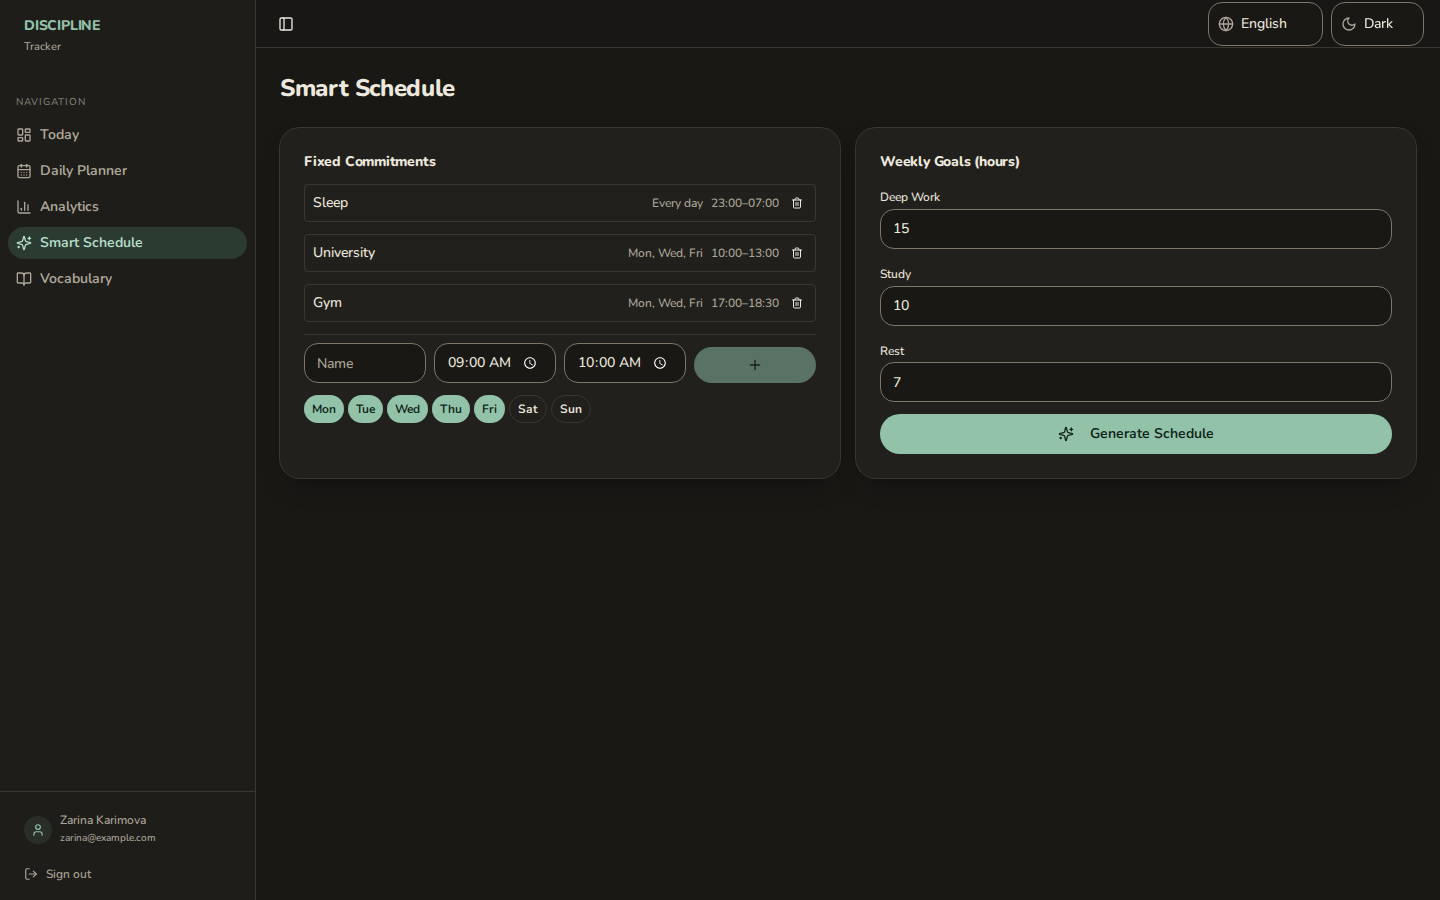 DISCIPLINE
Tracker
NAVIGATION
Today
Daily Planner
Analytics
Smart Schedule
Vocabulary
Zarina Karimova
zarina@example.com
Sign out
English
Dark
Smart Schedule
Fixed Commitments
Sleep Every day 23:00–07:00
University Mon, Wed, Fri 10:00–13:00
Gym Mon, Wed, Fri 17:00–18:30
Name 09:00 AM 10:00 AM +
Mon Tue Wed Thu Fri Sat Sun
Weekly Goals (hours)
Deep Work
15
Study
10
Rest
7
Generate Schedule